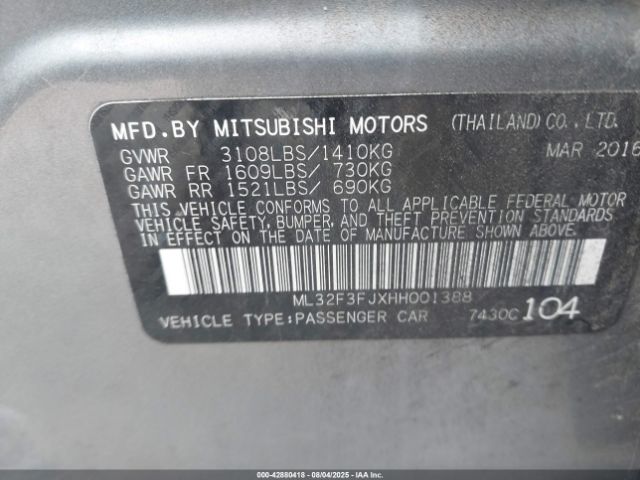 MFD.BY MITSUBISHI MOTORS (THAILAND) CO., LTD.
GVWR 3108LBS/1410KG MAR 2016
GAWR FR 1609LBS/ 730KG
GAWR RR 1521LBS/ 690KG
THIS VEHICLE CONFORMS TO ALL APPLICABLE FEDERAL MOTOR
VEHICLE SAFETY, BUMPER, AND THEFT PREVENTION STANDARDS
IN EFFECT ON THE DATE OF MANUFACTURE SHOWN ABOVE.
ML32F3FJXHH001388
VEHICLE TYPE:PASSENGER CAR 7430C 104
000-42880418 - 08/04/2025 - IAA, Inc.